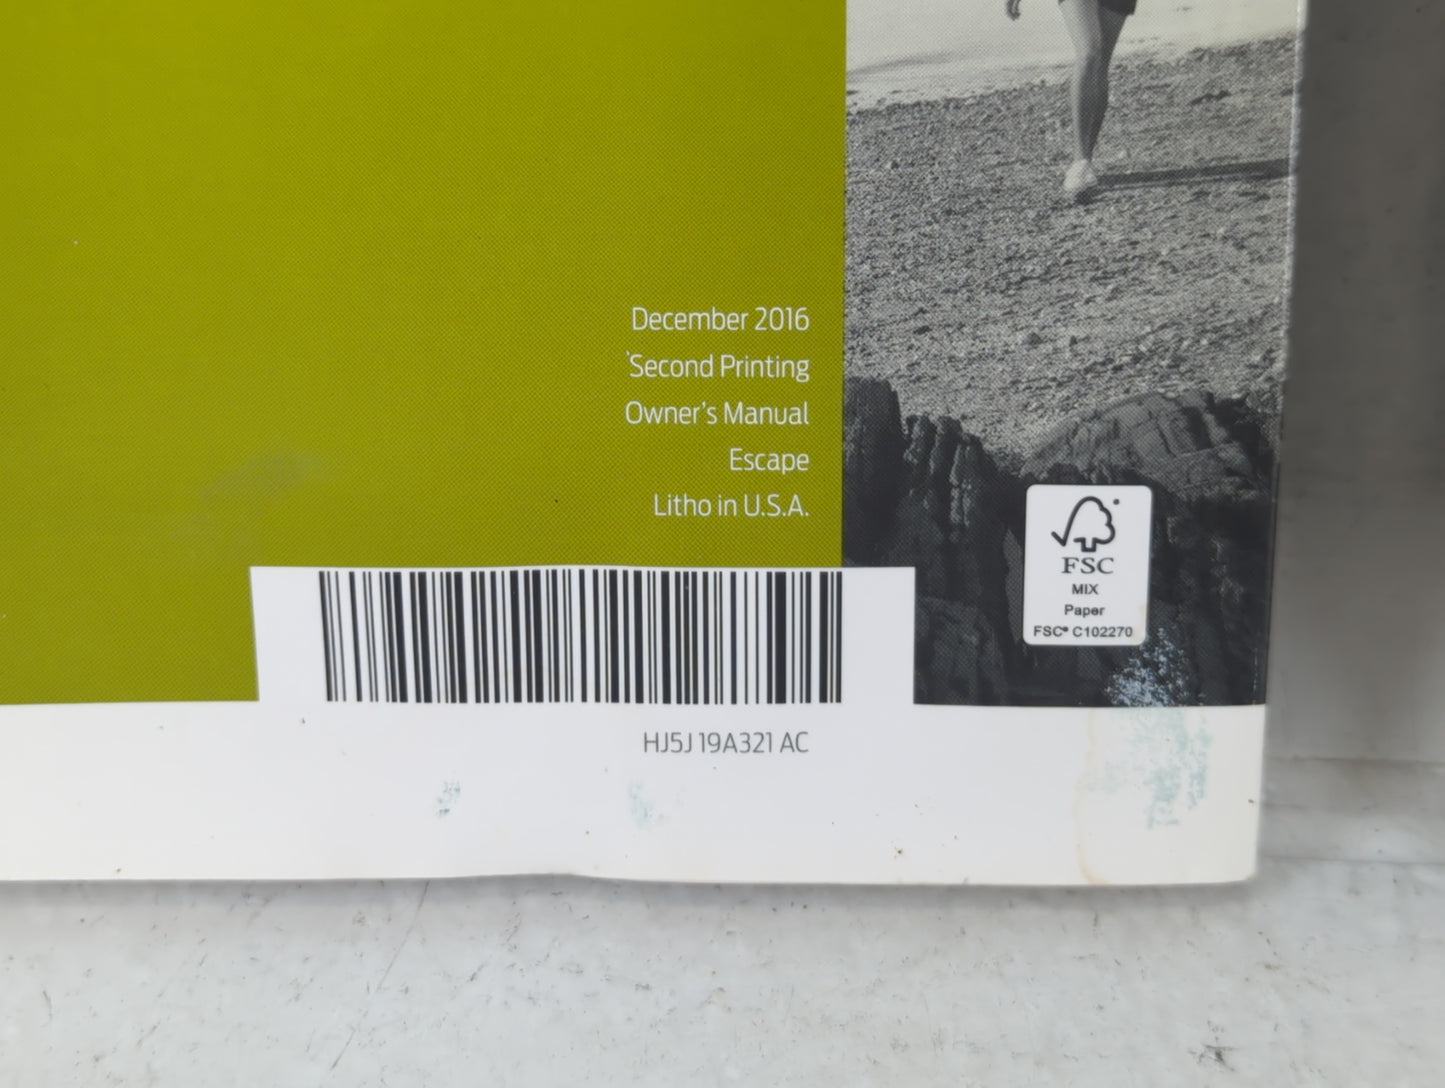 December 2016
Second Printing
Owner's Manual
Escape
Litho in U.S.A.
FSC
MIX
Paper
FSC® C102270
HJ5J 19A321 AC